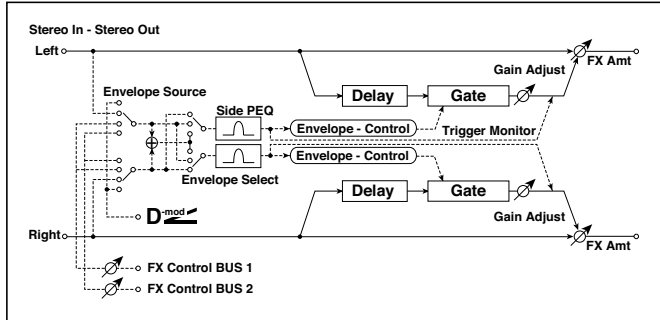 Stereo In - Stereo Out
Left
FX Amt
Gain Adjust
Envelope Source
Side PEQ
Delay
Gate
Envelope - Control
Trigger Monitor
Envelope - Control
Envelope Select
D-mod
Delay
Gate
Gain Adjust
Right
FX Amt
FX Control BUS 1
FX Control BUS 2